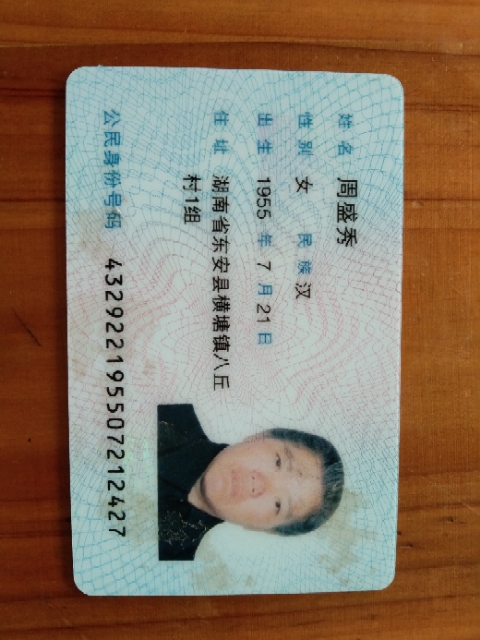 姓名 周盛秀
性别 女 民族 汉
出生 1955 年 7 月 21 日
住址 湖南省东安县横塘镇八丘
村1组
公民身份号码 432922195507212427